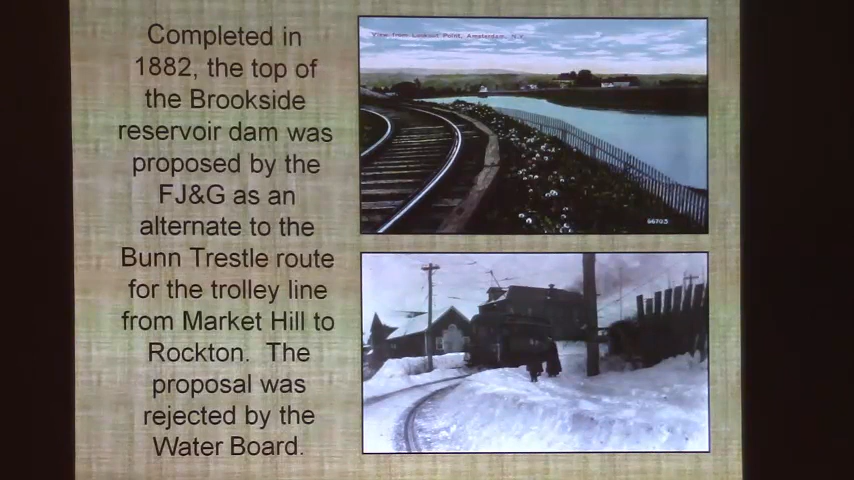 Completed in
1882, the top of
the Brookside
reservoir dam was
proposed by the
FJ&G as an
alternate to the
Bunn Trestle route
for the trolley line
from Market Hill to
Rockton.  The
proposal was
rejected by the
Water Board.
View from Lookout Point, Amsterdam, N.Y.